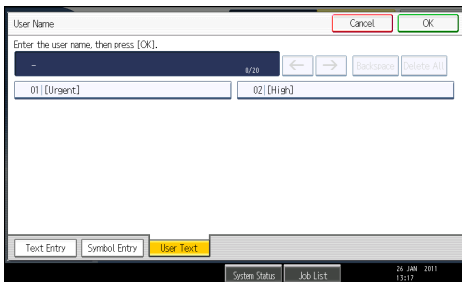 User Name
Cancel
OK
Enter the user name, then press [OK].
_
0/20
←
→
Backspace
Delete All
01 [Urgent]
02 [High]
Text Entry
Symbol Entry
User Text
System Status
Job List
26 JAN 2011
13:17